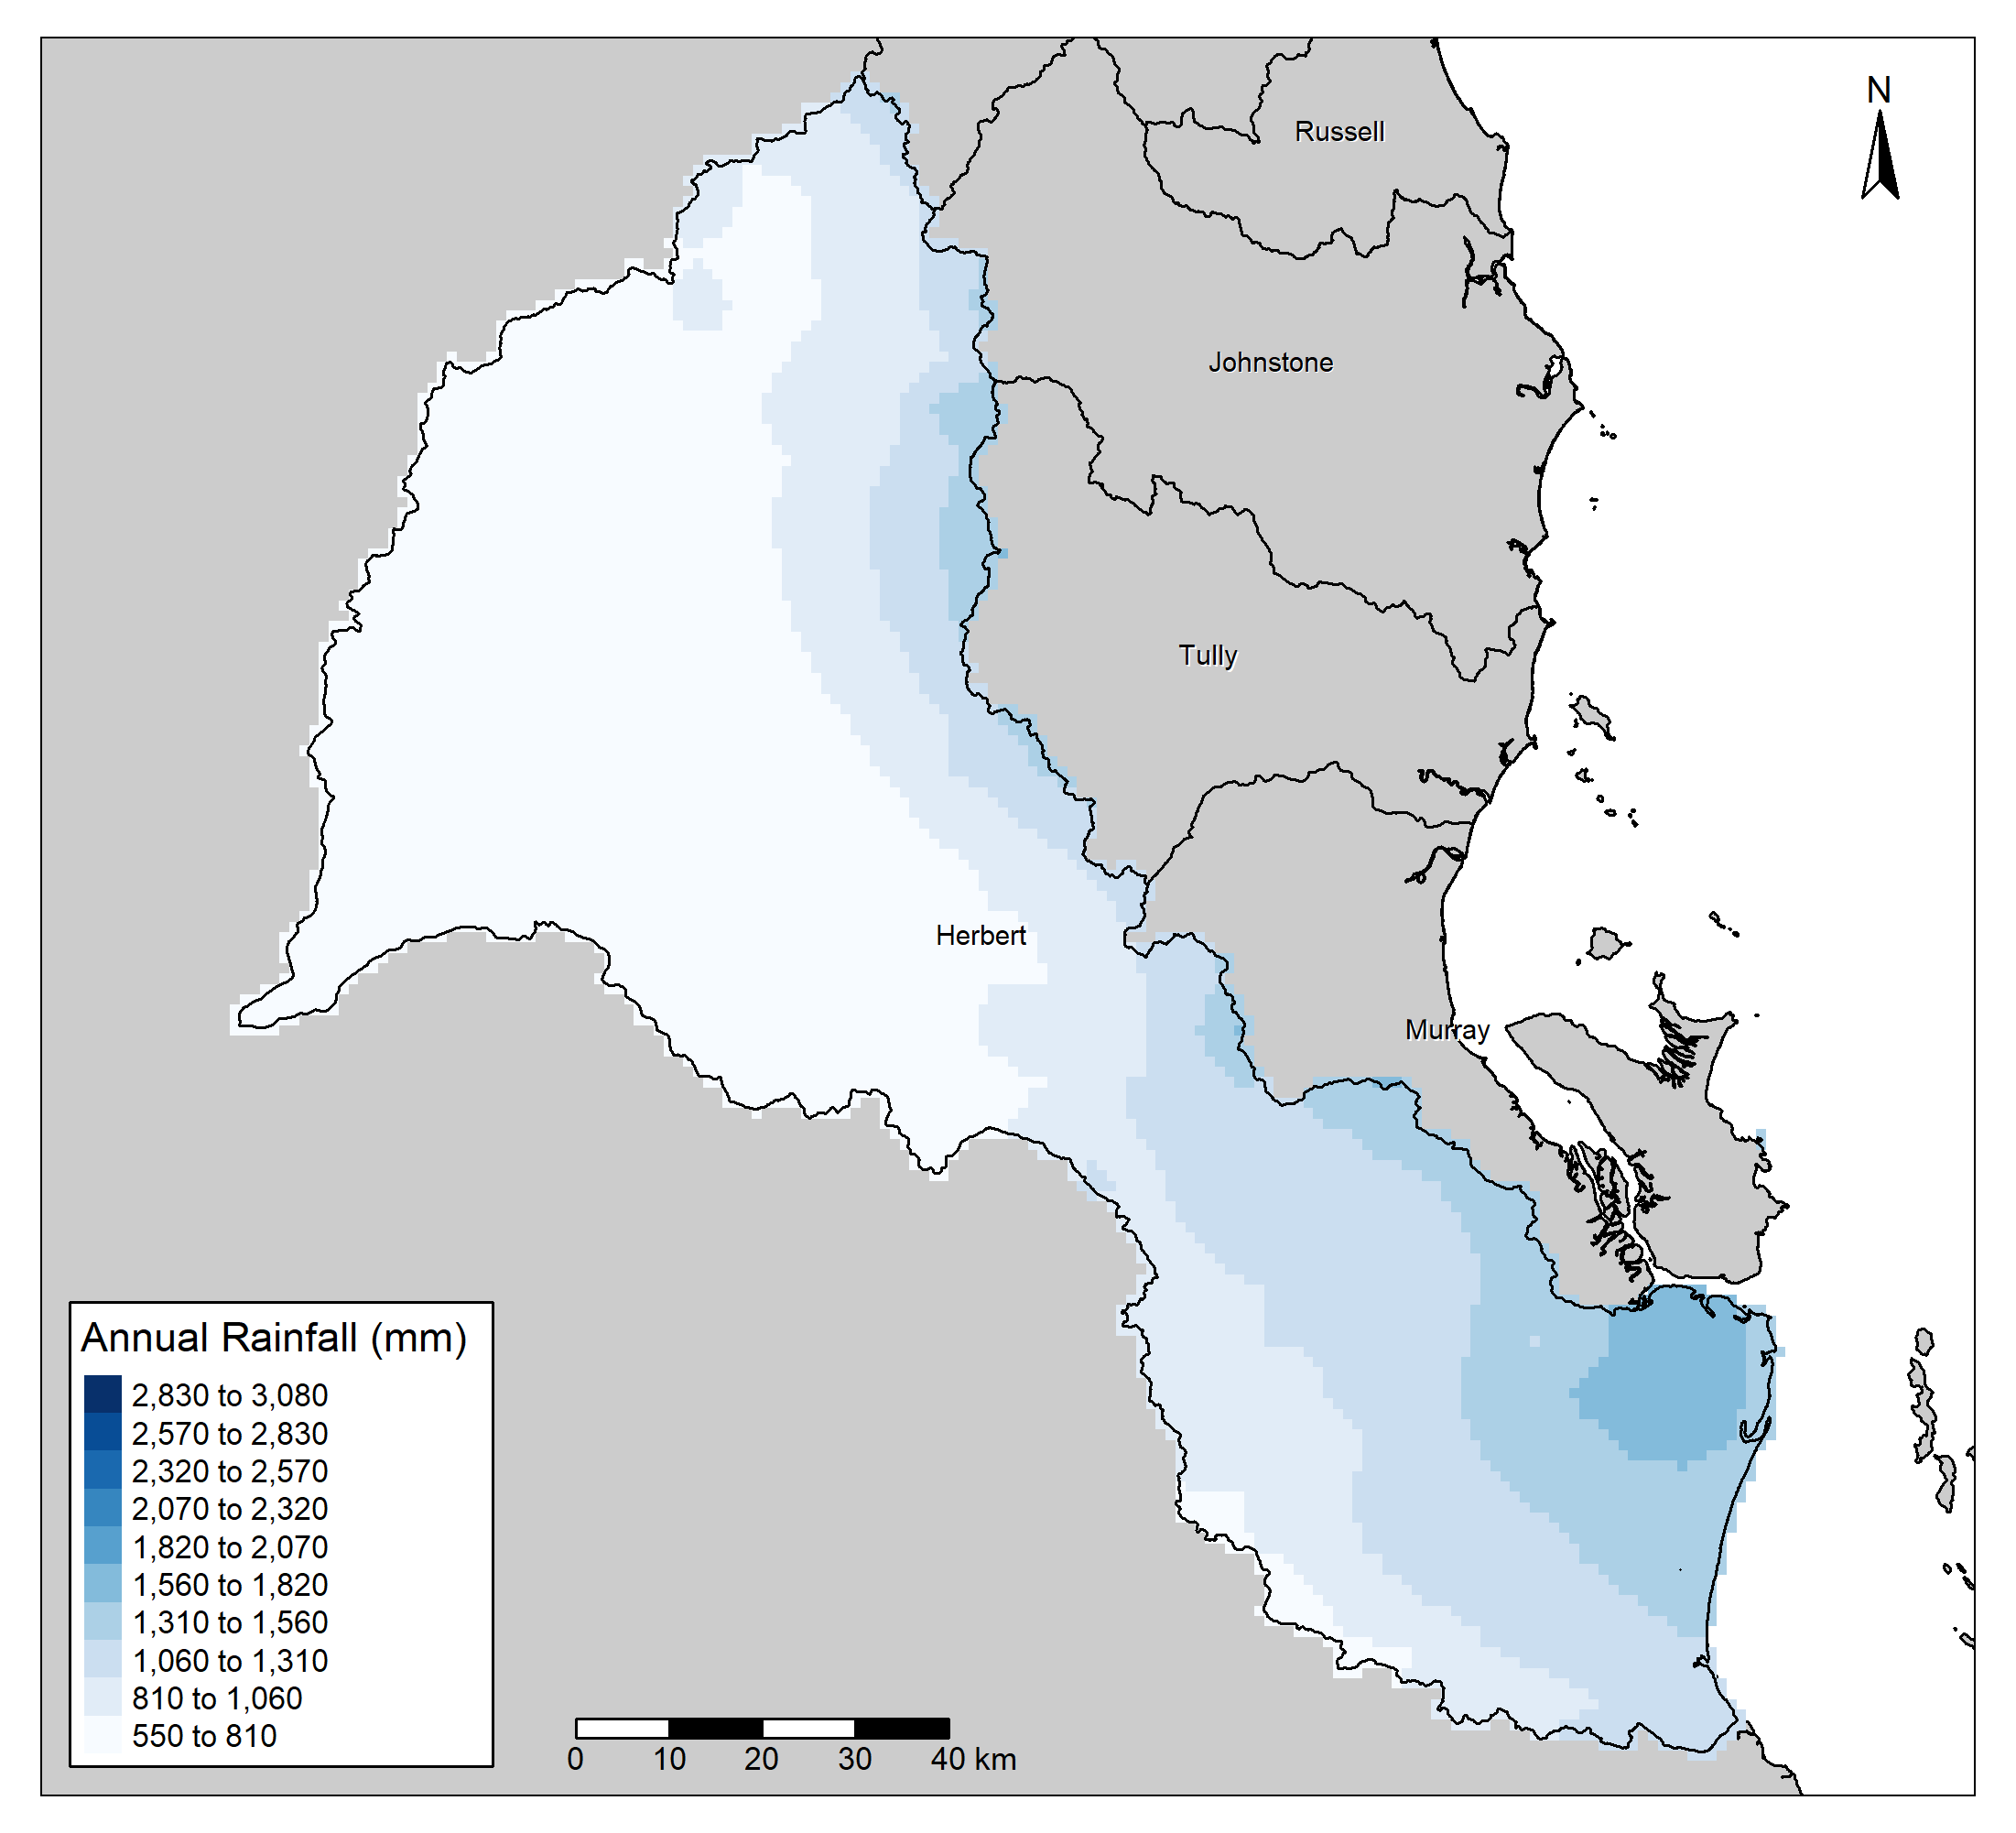 N
Russell
Johnstone
Tully
Herbert
Murray
Annual Rainfall (mm)
2,830 to 3,080
2,570 to 2,830
2,320 to 2,570
2,070 to 2,320
1,820 to 2,070
1,560 to 1,820
1,310 to 1,560
1,060 to 1,310
810 to 1,060
550 to 810
0 10 20 30 40 km